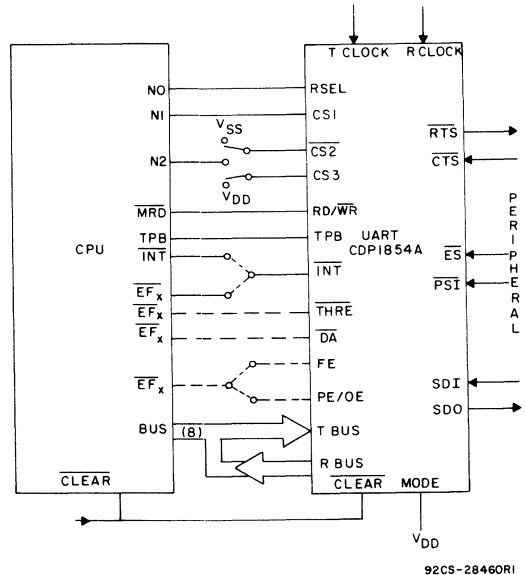 T CLOCK R CLOCK
NO RSEL
N1 CS1
VSS
CS2
N2
CS3
VDD
MRD RD/WR
CPU
UART
CDP1854A
TPB TPB
INT INT
EFx
EFx THRE
EFx DA
FE
EFx
PE/OE
BUS (8) T BUS
R BUS
CLEAR CLEAR MODE
VDD
RTS
CTS
ES
PSI
SDI
SDO
PERIPHERAL
92CS-28460RI